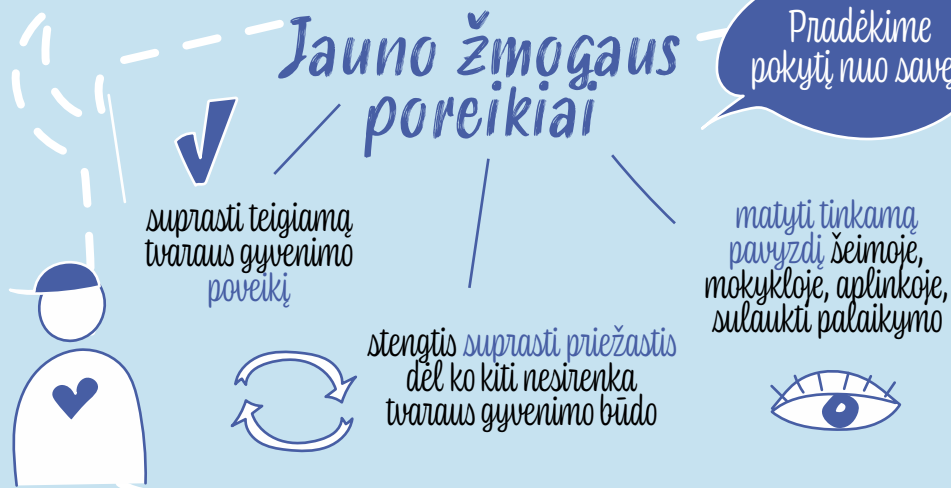 Jauno žmogaus
poreikiai
Pradėkime
pokytį nuo savęs
suprasti teigiamą
tvaraus gyvenimo
poveikį
stengtis suprasti priežastis
dėl ko kiti nesirenka
tvaraus gyvenimo būdo
matyti tinkamą
pavyzdį šeimoje,
mokykloje, aplinkoje,
sulaukti palaikymo